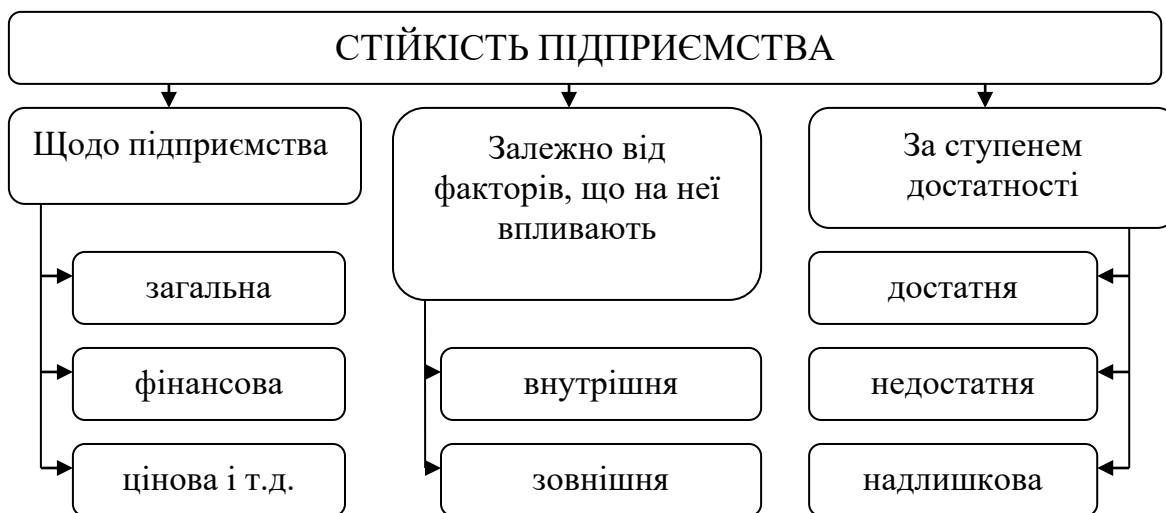 СТІЙКІСТЬ ПІДПРИЄМСТВА
Щодо підприємства
загальна
фінансова
цінова і т.д.
Залежно від
факторів, що на неї
впливають
внутрішня
зовнішня
За ступенем
достатності
достатня
недостатня
надлишкова